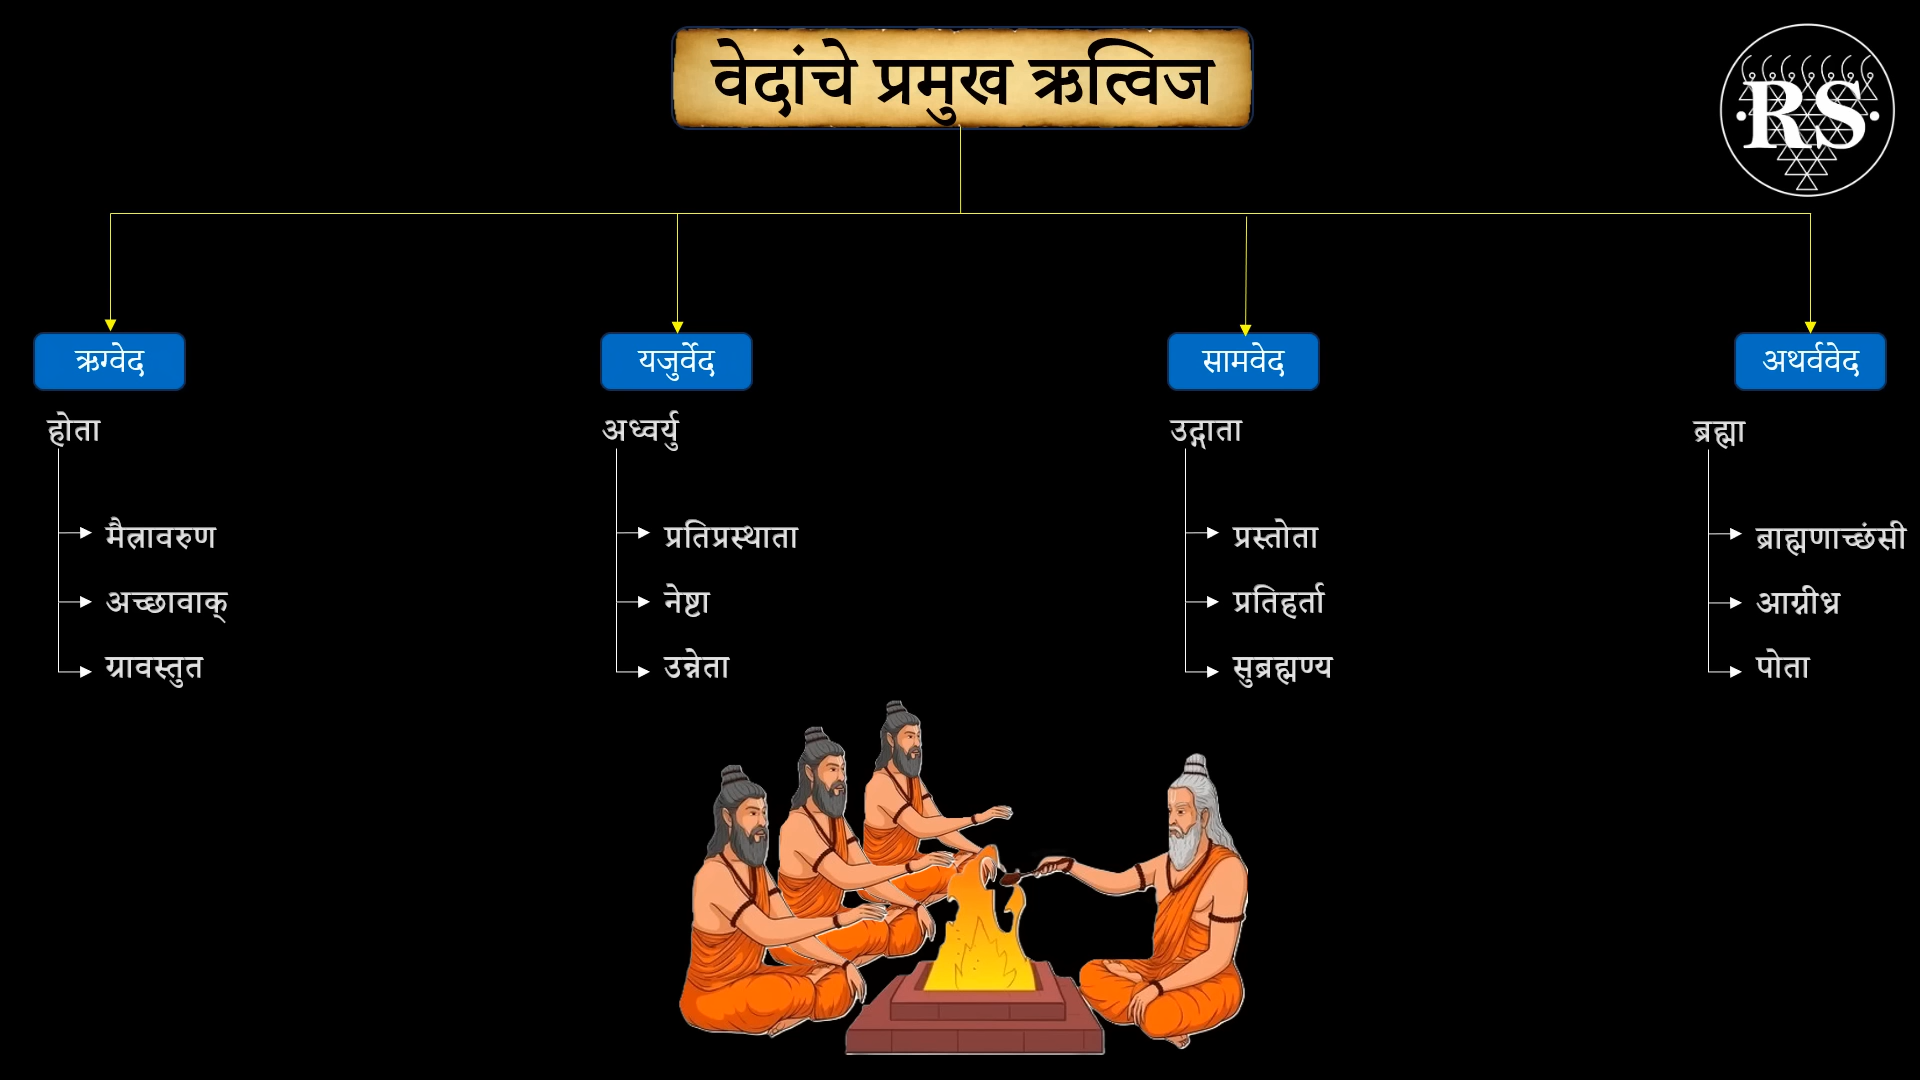 वेदांचे प्रमुख ऋत्विज
RS
ऋग्वेद
होता
मैत्रावरुण
अच्छावाक्
ग्रावस्तुत
यजुर्वेद
अध्वर्यु
प्रतिप्रस्थाता
नेष्टा
उन्नेता
सामवेद
उद्गाता
प्रस्तोता
प्रतिहर्ता
सुब्रह्मण्य
अथर्ववेद
ब्रह्मा
ब्राह्मणाच्छंसी
आग्नीध्र
पोता